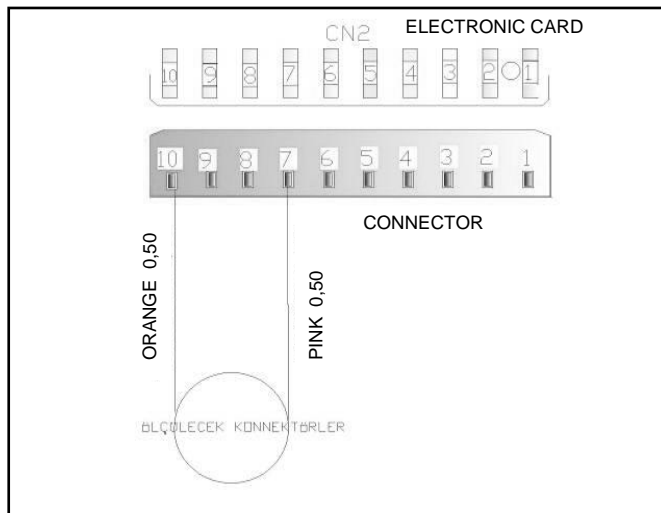 CN2 ELECTRONIC CARD
10 9 8 7 6 5 4 3 2 1
10 9 8 7 6 5 4 3 2 1
CONNECTOR
ORANGE 0,50
PINK 0,50
ÖLÇÜLECEK KONNEKTÖRLER